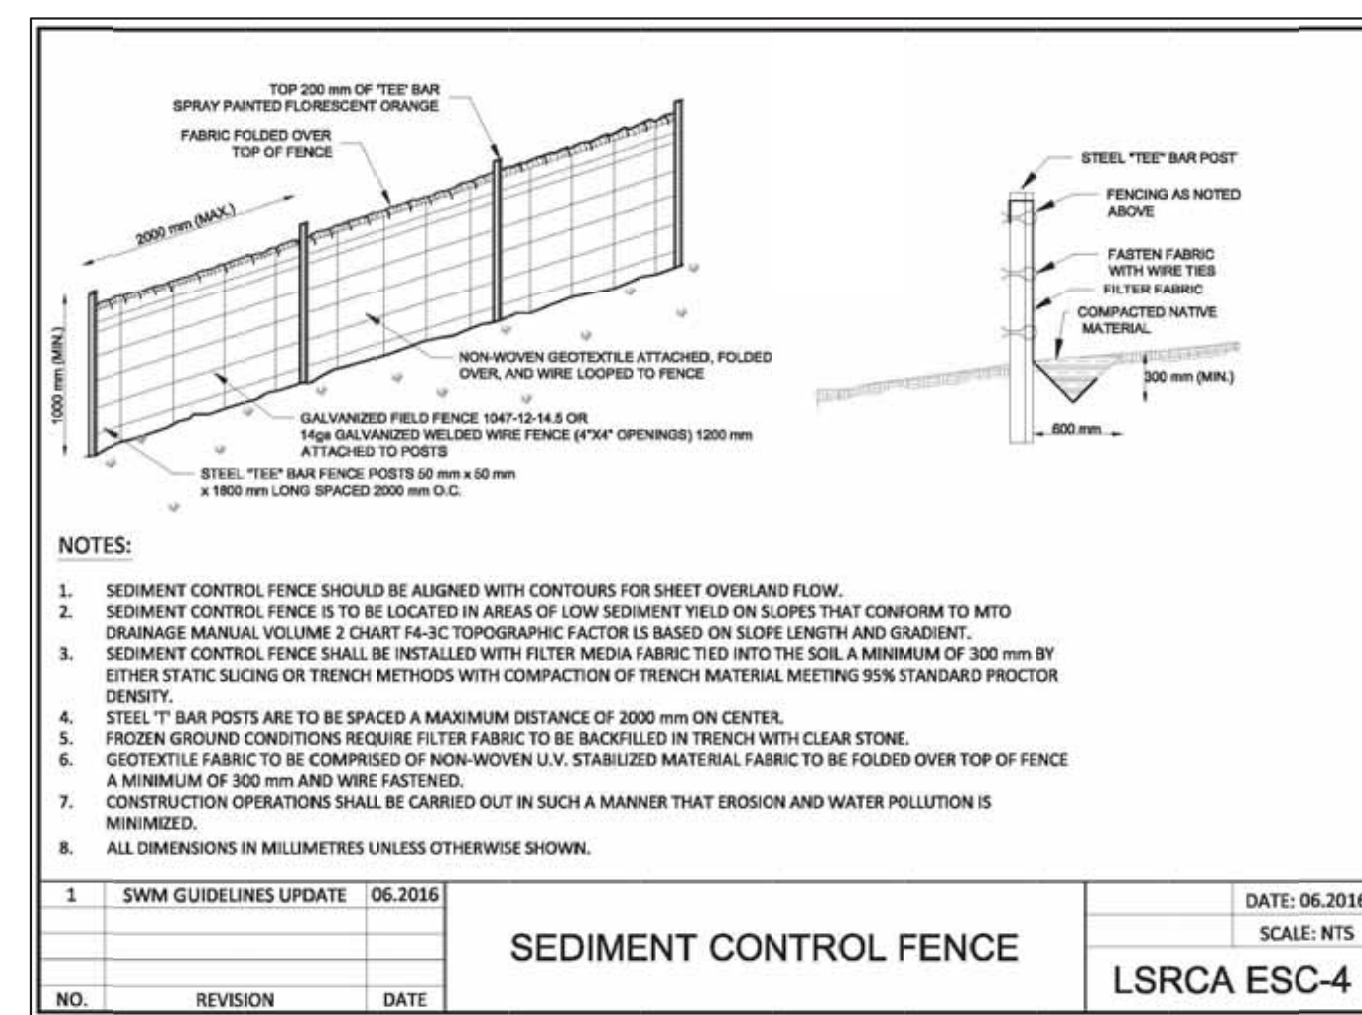 TOP 200 mm OF 'TEE' BAR
SPRAY PAINTED FLORESCENT ORANGE
FABRIC FOLDED OVER
TOP OF FENCE
2000 mm (MAX.)
1000 mm (MIN.)
NON-WOVEN GEOTEXTILE ATTACHED, FOLDED
OVER, AND WIRE LOOPED TO FENCE
GALVANIZED FIELD FENCE 1047-12-14.5 OR
14ga GALVANIZED WELDED WIRE FENCE (4"X4" OPENINGS) 1200 mm
ATTACHED TO POSTS
STEEL "TEE" BAR FENCE POSTS 50 mm x 50 mm
x 1800 mm LONG SPACED 2000 mm O.C.
STEEL "TEE" BAR POST
FENCING AS NOTED
ABOVE
FASTEN FABRIC
WITH WIRE TIES
FILTER FABRIC
COMPACTED NATIVE
MATERIAL
300 mm (MIN.)
600 mm
NOTES:
1. SEDIMENT CONTROL FENCE SHOULD BE ALIGNED WITH CONTOURS FOR SHEET OVERLAND FLOW.
2. SEDIMENT CONTROL FENCE IS TO BE LOCATED IN AREAS OF LOW SEDIMENT YIELD ON SLOPES THAT CONFORM TO MTO
DRAINAGE MANUAL VOLUME 2 CHART F4-3C TOPOGRAPHIC FACTOR LS BASED ON SLOPE LENGTH AND GRADIENT.
3. SEDIMENT CONTROL FENCE SHALL BE INSTALLED WITH FILTER MEDIA FABRIC TIED INTO THE SOIL A MINIMUM OF 300 mm BY
EITHER STATIC SLICING OR TRENCH METHODS WITH COMPACTION OF TRENCH MATERIAL MEETING 95% STANDARD PROCTOR
DENSITY.
4. STEEL 'T' BAR POSTS ARE TO BE SPACED A MAXIMUM DISTANCE OF 2000 mm ON CENTER.
5. FROZEN GROUND CONDITIONS REQUIRE FILTER FABRIC TO BE BACKFILLED IN TRENCH WITH CLEAR STONE.
6. GEOTEXTILE FABRIC TO BE COMPRISED OF NON-WOVEN U.V. STABILIZED MATERIAL FABRIC TO BE FOLDED OVER TOP OF FENCE
A MINIMUM OF 300 mm AND WIRE FASTENED.
7. CONSTRUCTION OPERATIONS SHALL BE CARRIED OUT IN SUCH A MANNER THAT EROSION AND WATER POLLUTION IS
MINIMIZED.
8. ALL DIMENSIONS IN MILLIMETRES UNLESS OTHERWISE SHOWN.
1 SWM GUIDELINES UPDATE 06.2016
NO. REVISION DATE
SEDIMENT CONTROL FENCE
DATE: 06.2016
SCALE: NTS
LSRCA ESC-4